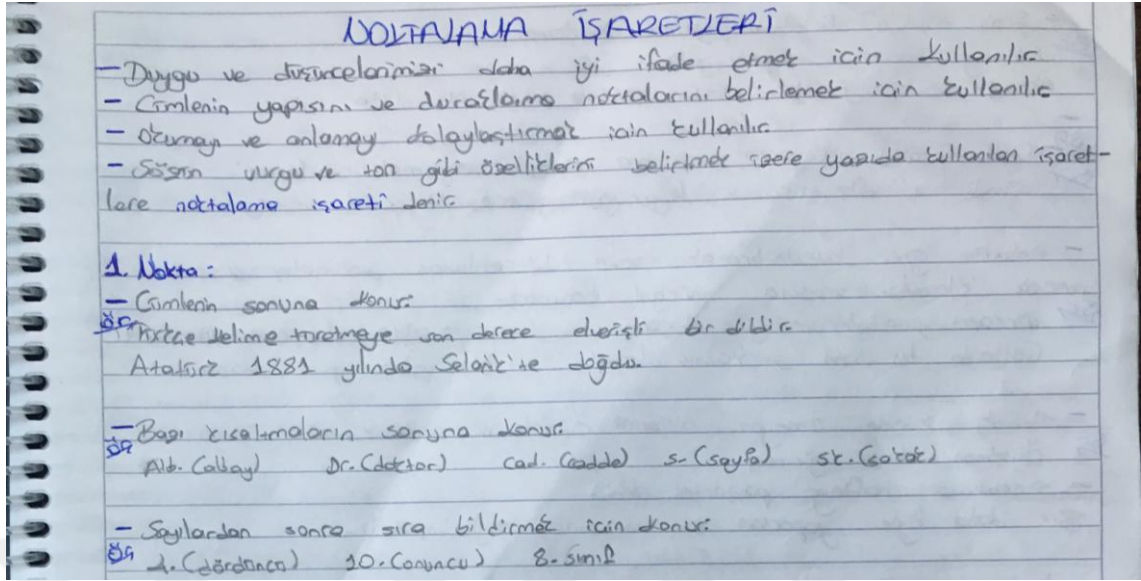 NOKTALAMA İŞARETLERİ
- Duygu ve düşüncelerimizi daha iyi ifade etmek için kullanılır.
- Cümlenin yapısını ve duraklama noktalarını belirlemek için kullanılır
- Okumayı ve anlamayı kolaylaştırmak için kullanılır.
- Sözün vurgu ve ton gibi özelliklerini belirtmek üzere yazıda kullanılan işaret-
lere noktalama işareti denir.
1. Nokta:
- Cümlenin sonuna konur:
ÖR Türkçe kelime türetmeye son derece elverişli bir dildir.
Atatürk 1881 yılında Selanik'te doğdu.
- Bazı kısaltmaların sonuna konur:
ÖR
Alb. (albay) Dr. (doktor) cad. (cadde) s. (sayfa) sk. (sokak)
- Sayılardan sonra sıra bildirmek için konur:
ÖR 4. (dördüncü) 10. (onuncu) 8. sınıf